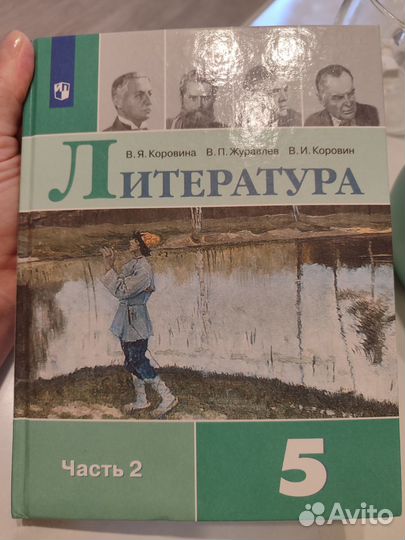 В. Я. Коровина В. П. Журавлев В. И. Коровин
ЛИТЕРАТУРА
Часть 2
5
Avito